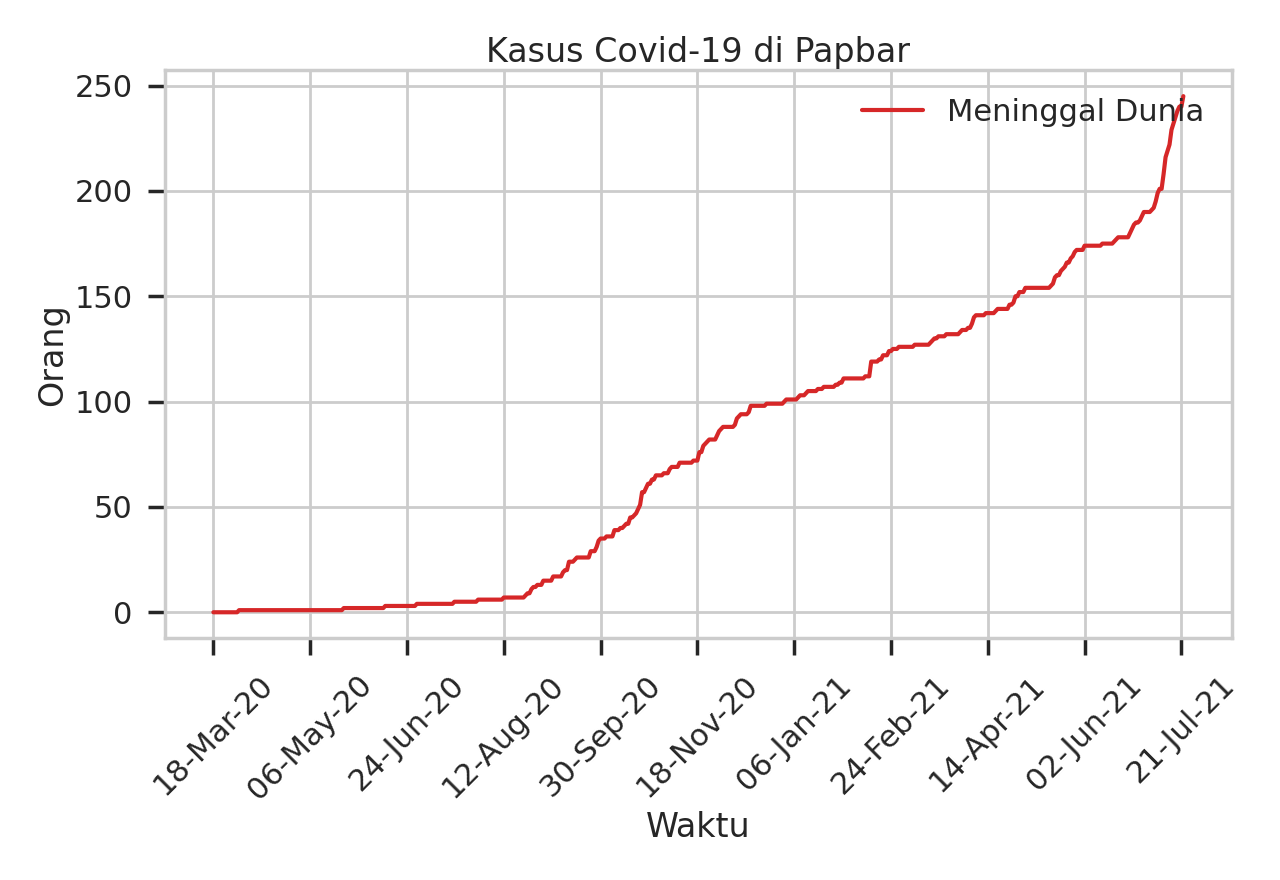 Kasus Covid-19 di Papbar
Meninggal Dunia
Orang
250
200
150
100
50
0
18-Mar-20
06-May-20
24-Jun-20
12-Aug-20
30-Sep-20
18-Nov-20
06-Jan-21
24-Feb-21
14-Apr-21
02-Jun-21
21-Jul-21
Waktu